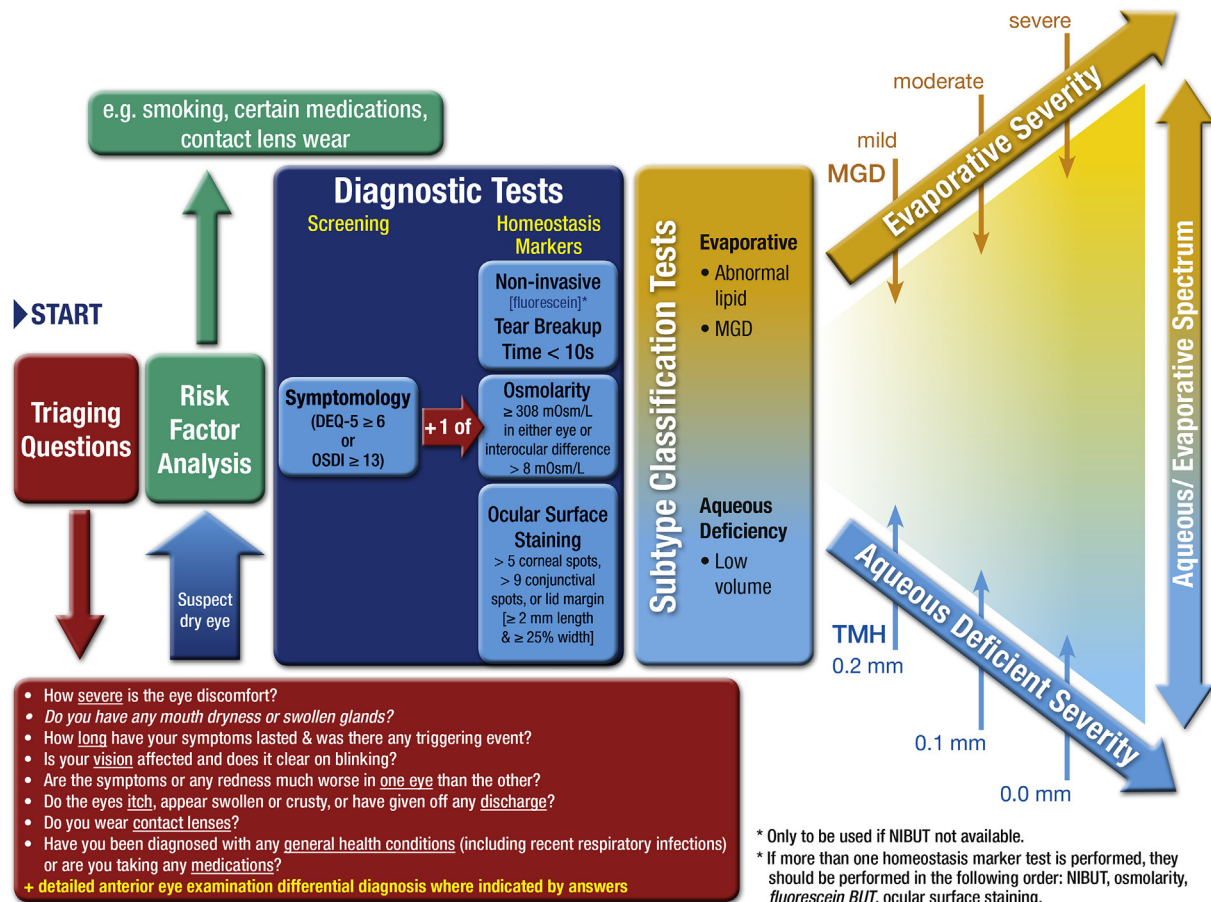 e.g. smoking, certain medications,
contact lens wear
START
Triaging
Questions
Risk
Factor
Analysis
Suspect
dry eye
Diagnostic Tests
Screening
Homeostasis
Markers
Symptomology
(DEQ-5 ≥ 6
or
OSDI ≥ 13)
+1 of
Non-invasive
[fluorescein]*
Tear Breakup
Time < 10s
Osmolarity
≥ 308 mOsm/L
in either eye or
interocular difference
> 8 mOsm/L
Ocular Surface
Staining
> 5 corneal spots,
> 9 conjunctival
spots, or lid margin
[≥ 2 mm length
& ≥ 25% width]
Subtype Classification Tests
Evaporative
• Abnormal
lipid
• MGD
Aqueous
Deficiency
• Low
volume
severe
moderate
mild
MGD
Evaporative Severity
Aqueous/ Evaporative Spectrum
Aqueous Deficient Severity
TMH
0.2 mm
0.1 mm
0.0 mm
• How severe is the eye discomfort?
• Do you have any mouth dryness or swollen glands?
• How long have your symptoms lasted & was there any triggering event?
• Is your vision affected and does it clear on blinking?
• Are the symptoms or any redness much worse in one eye than the other?
• Do the eyes itch, appear swollen or crusty, or have given off any discharge?
• Do you wear contact lenses?
• Have you been diagnosed with any general health conditions (including recent respiratory infections)
or are you taking any medications?
+ detailed anterior eye examination differential diagnosis where indicated by answers
* Only to be used if NIBUT not available.
* If more than one homeostasis marker test is performed, they
should be performed in the following order: NIBUT, osmolarity,
fluorescein BUT, ocular surface staining.